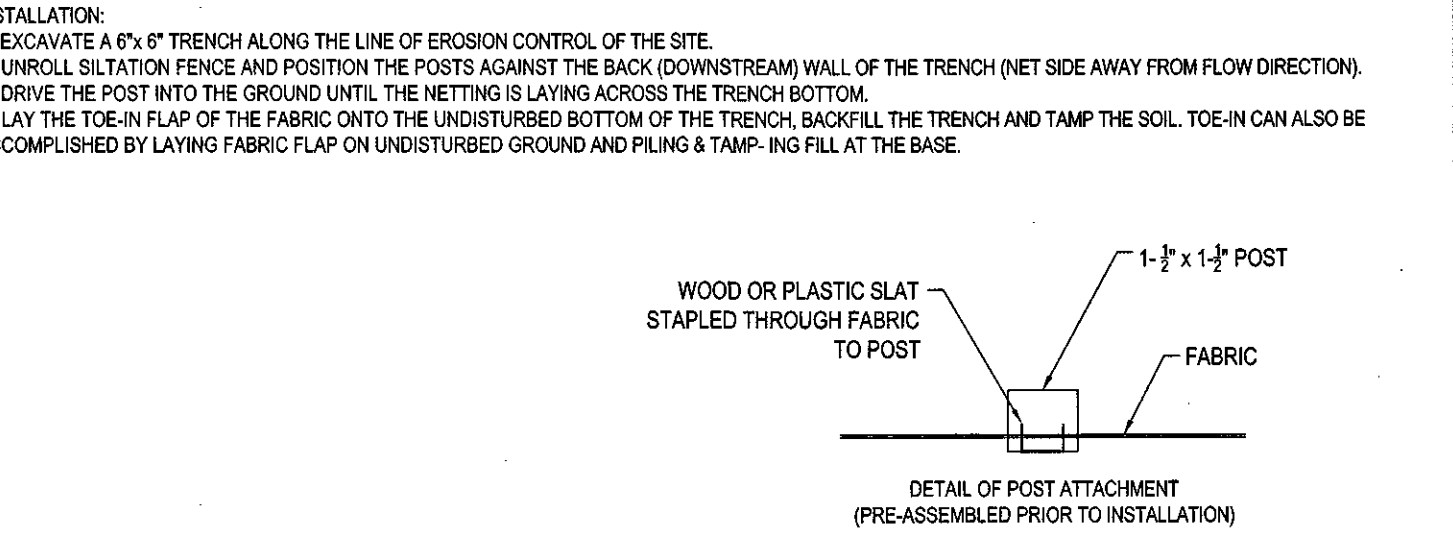 STALLATION:
EXCAVATE A 6"x 6" TRENCH ALONG THE LINE OF EROSION CONTROL OF THE SITE.
UNROLL SILTATION FENCE AND POSITION THE POSTS AGAINST THE BACK (DOWNSTREAM) WALL OF THE TRENCH (NET SIDE AWAY FROM FLOW DIRECTION).
DRIVE THE POST INTO THE GROUND UNTIL THE NETTING IS LAYING ACROSS THE TRENCH BOTTOM.
LAY THE TOE-IN FLAP OF THE FABRIC ONTO THE UNDISTURBED BOTTOM OF THE TRENCH, BACKFILL THE TRENCH AND TAMP THE SOIL. TOE-IN CAN ALSO BE
COMPLISHED BY LAYING FABRIC FLAP ON UNDISTURBED GROUND AND PILING & TAMP- ING FILL AT THE BASE.
1-½" x 1-½" POST
WOOD OR PLASTIC SLAT
STAPLED THROUGH FABRIC
TO POST
FABRIC
DETAIL OF POST ATTACHMENT
(PRE-ASSEMBLED PRIOR TO INSTALLATION)